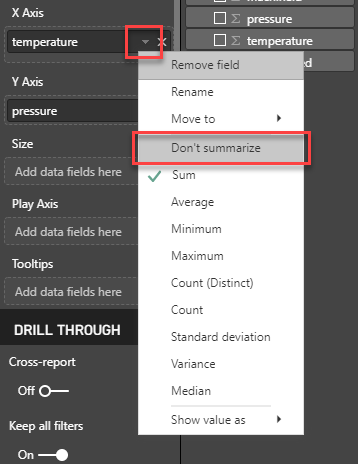 X Axis
temperature
Y Axis
pressure
Size
Add data fields here
Play Axis
Add data fields here
Tooltips
Add data fields here
DRILL THROUGH
Cross-report
Off
Keep all filters
On
pressure
temperature
Remove field
Rename
Move to
Don't summarize
Sum
Average
Minimum
Maximum
Count (Distinct)
Count
Standard deviation
Variance
Median
Show value as